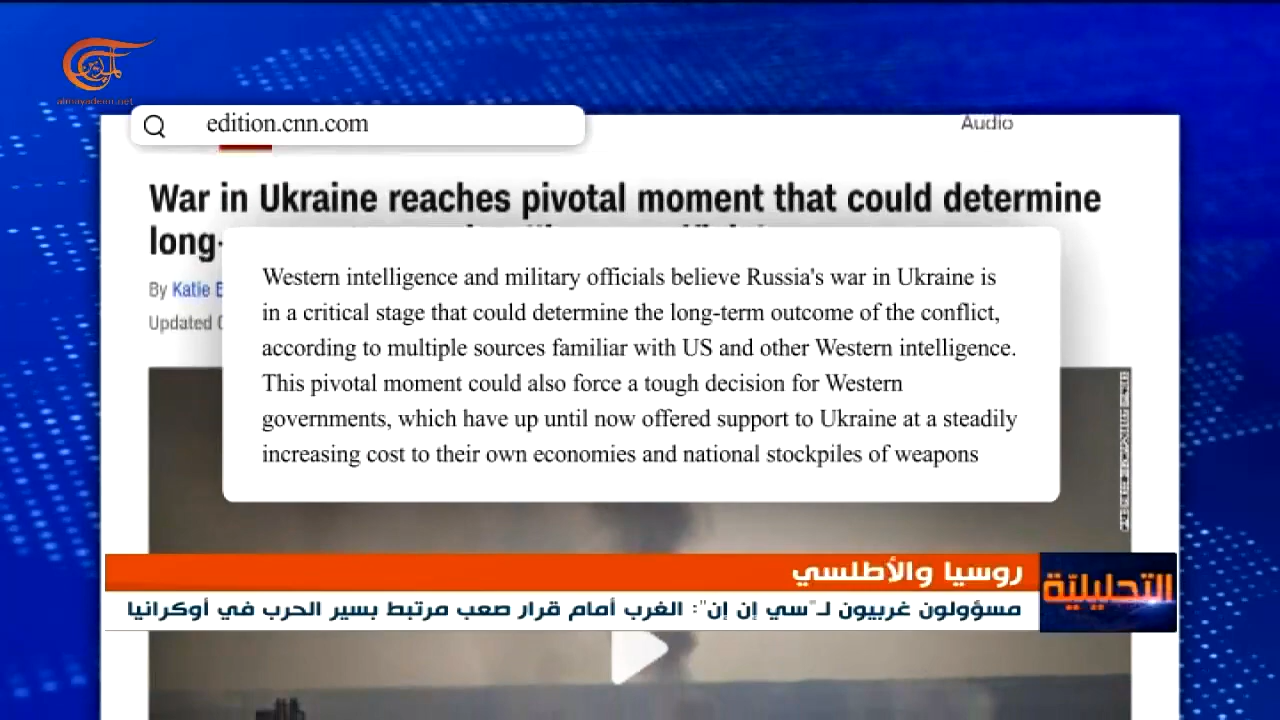 الميادين
almayadeen.net
edition.cnn.com
Audio
War in Ukraine reaches pivotal moment that could determine
long-
By Katie
Updated
Western intelligence and military officials believe Russia's war in Ukraine is
in a critical stage that could determine the long-term outcome of the conflict,
according to multiple sources familiar with US and other Western intelligence.
This pivotal moment could also force a tough decision for Western
governments, which have up until now offered support to Ukraine at a steadily
increasing cost to their own economies and national stockpiles of weapons
روسيا والأطلسي
التحليلية
مسؤولون غربيون لـ"سي إن إن": الغرب أمام قرار صعب مرتبط بسير الحرب في أوكرانيا